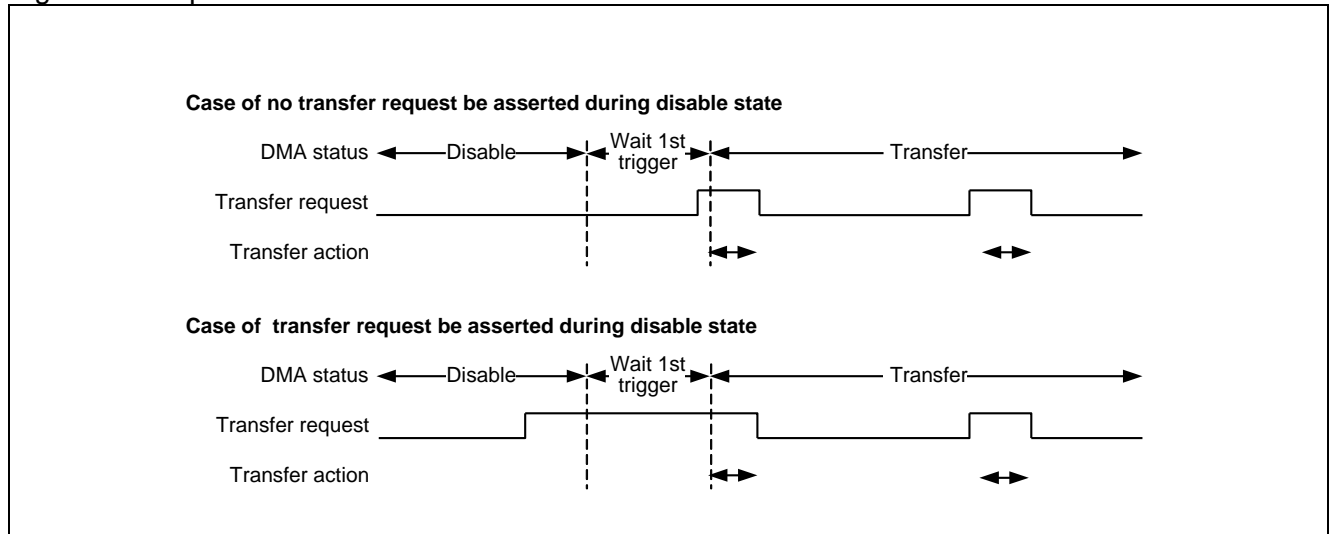 Case of no transfer request be asserted during disable state
DMA status Disable Wait 1st trigger Transfer
Transfer request
Transfer action
Case of transfer request be asserted during disable state
DMA status Disable Wait 1st trigger Transfer
Transfer request
Transfer action